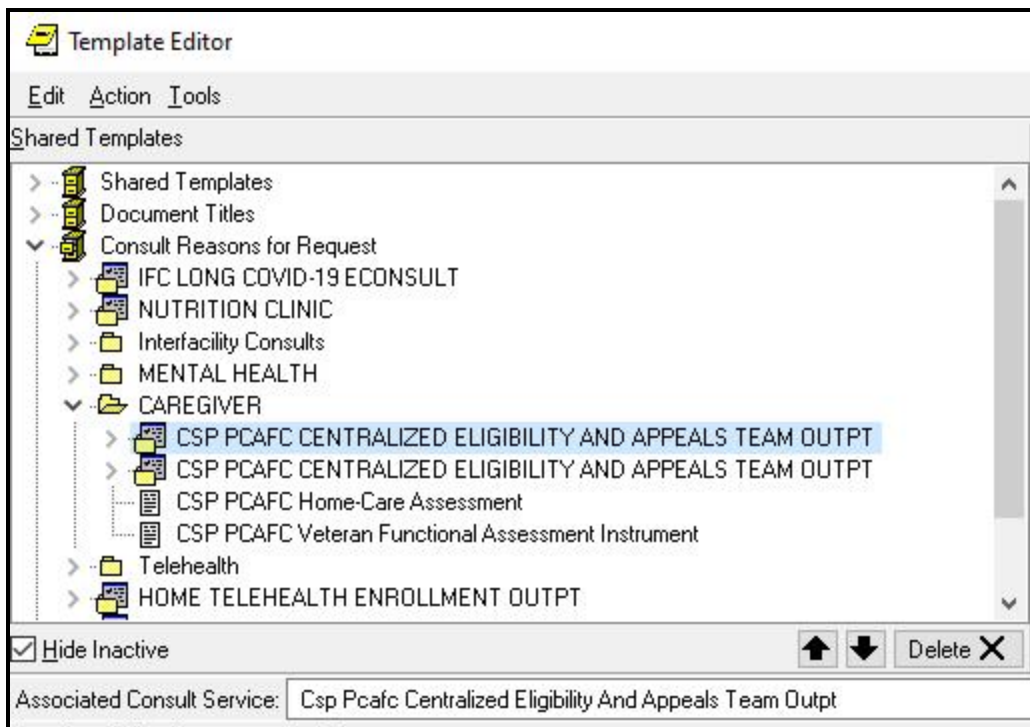 Template Editor
Edit Action Tools
Shared Templates
Shared Templates
Document Titles
Consult Reasons for Request
IFC LONG COVID-19 ECONSULT
NUTRITION CLINIC
Interfacility Consults
MENTAL HEALTH
CAREGIVER
CSP PCAFC CENTRALIZED ELIGIBILITY AND APPEALS TEAM OUTPT
CSP PCAFC CENTRALIZED ELIGIBILITY AND APPEALS TEAM OUTPT
CSP PCAFC Home-Care Assessment
CSP PCAFC Veteran Functional Assessment Instrument
Telehealth
HOME TELEHEALTH ENROLLMENT OUTPT
Hide Inactive Delete
Associated Consult Service: Csp Pcafc Centralized Eligibility And Appeals Team Outpt